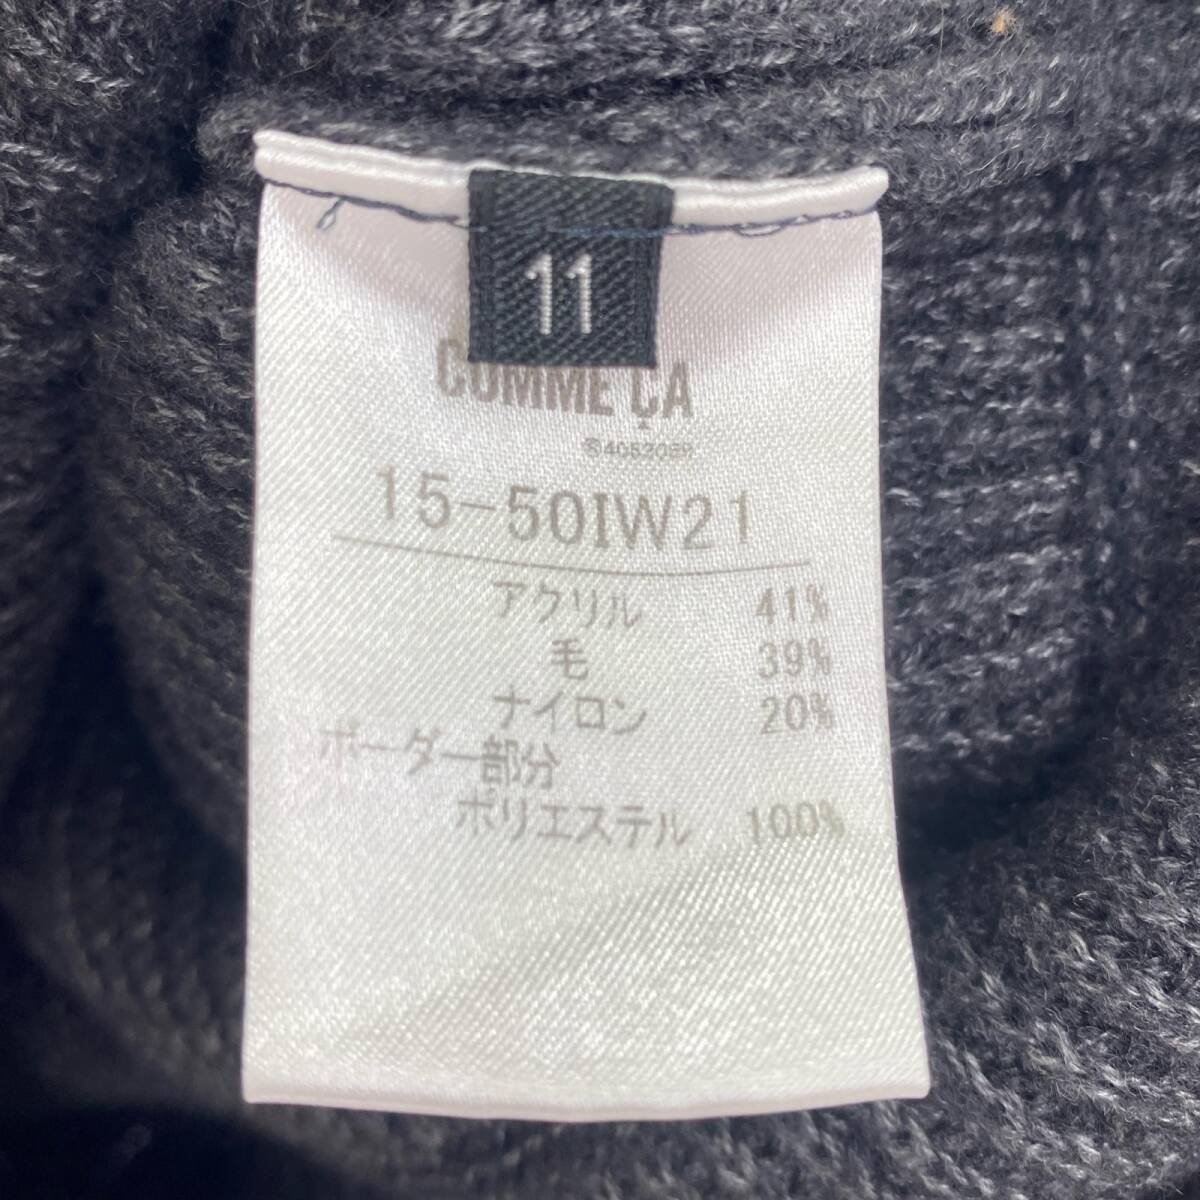 11
COMME ÇA
15-50IW21
アクリル 41%
毛 39%
ナイロン 20%
ボーダー部分
ポリエステル 100%